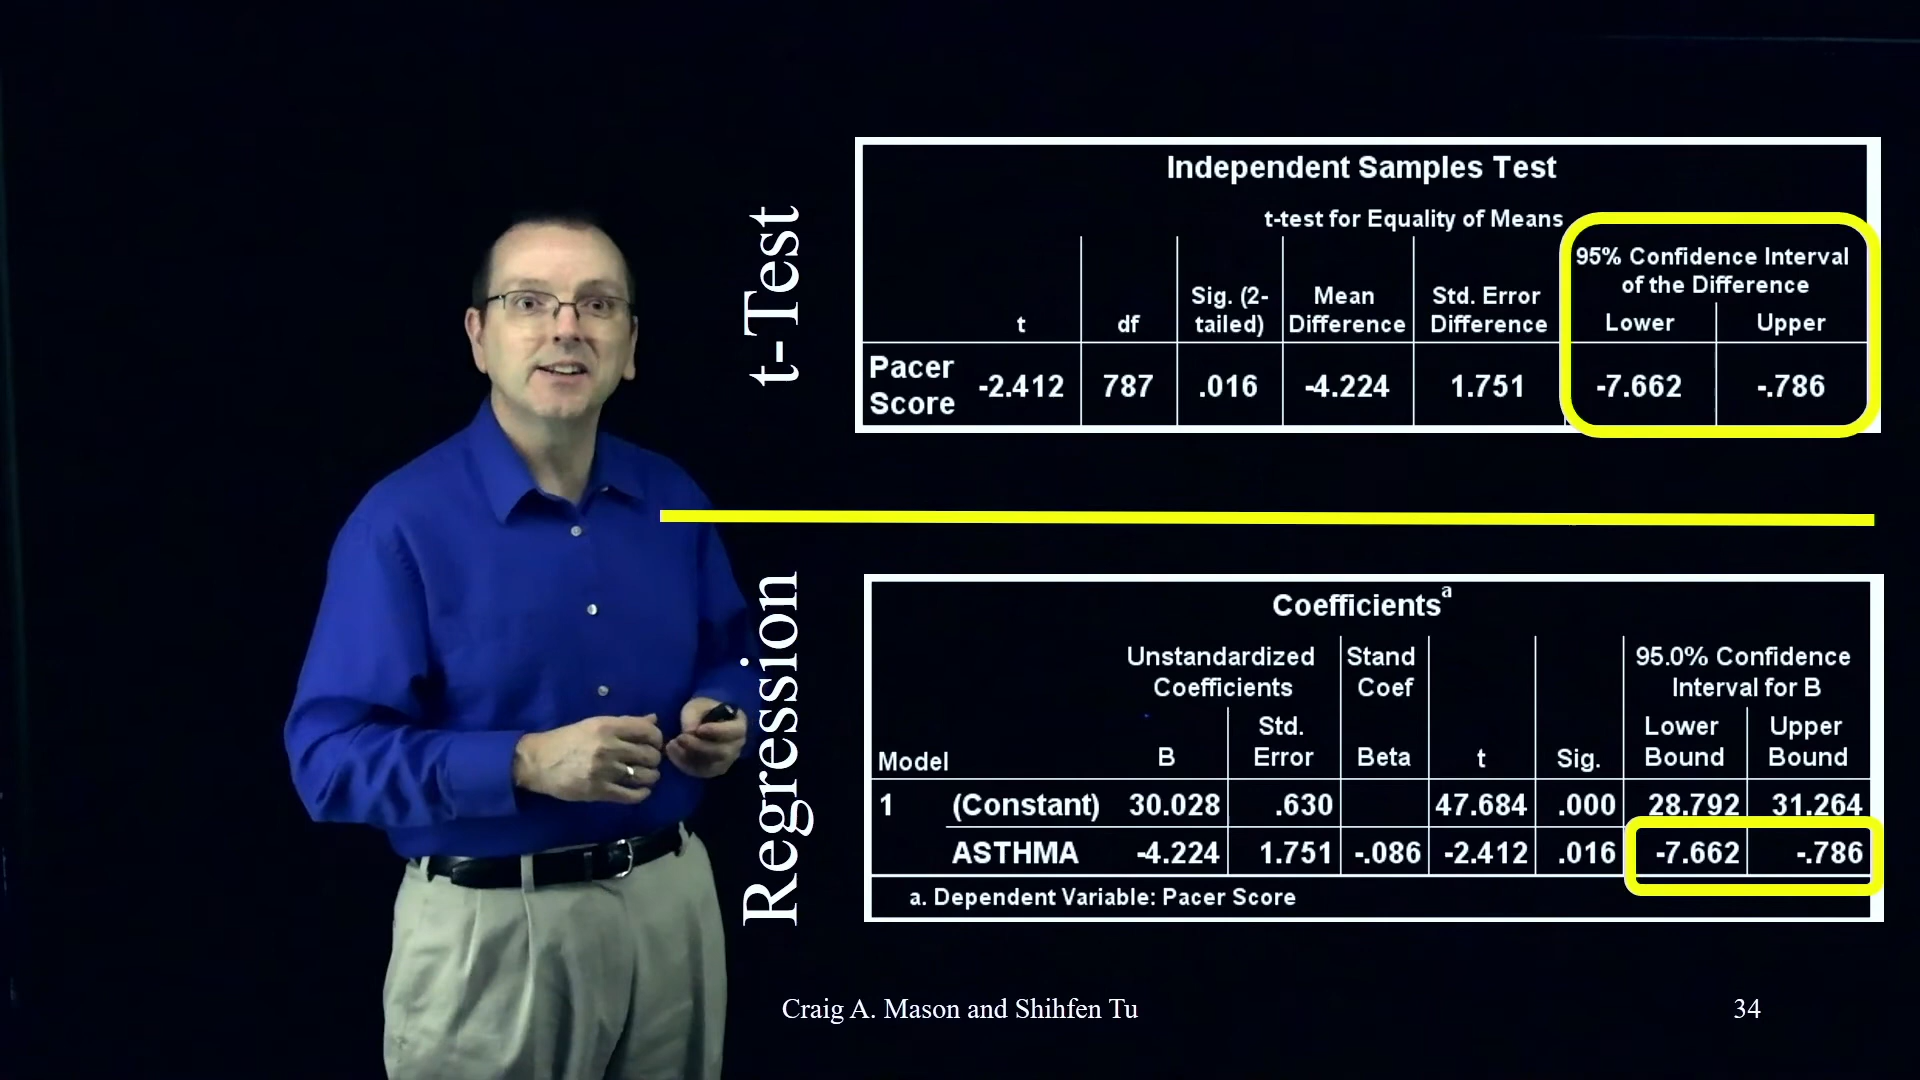 t-Test
Independent Samples Test
t-test for Equality of Means
95% Confidence Interval
of the Difference
t df Sig. (2-tailed) Mean Difference Std. Error Difference Lower Upper
Pacer Score -2.412 787 .016 -4.224 1.751 -7.662 -.786
Regression
Coefficientsᵃ
Unstandardized Coefficients Stand Coef 95.0% Confidence Interval for B
Model B Std. Error Beta t Sig. Lower Bound Upper Bound
1 (Constant) 30.028 .630 47.684 .000 28.792 31.264
ASTHMA -4.224 1.751 -.086 -2.412 .016 -7.662 -.786
a. Dependent Variable: Pacer Score
Craig A. Mason and Shihfen Tu
34